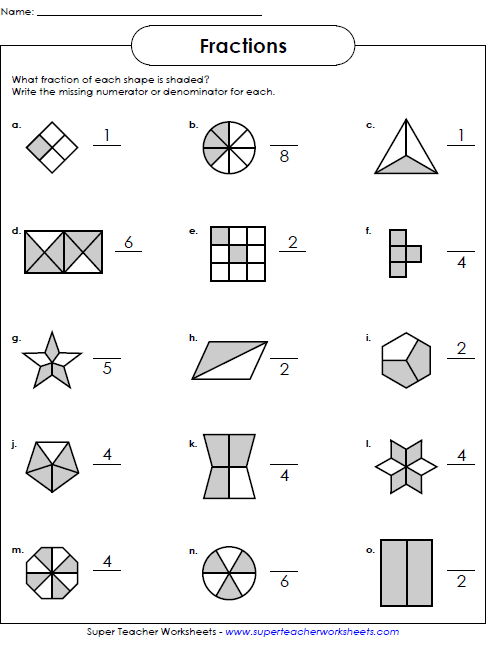 Name:
Fractions
What fraction of each shape is shaded?
Write the missing numerator or denominator for each.
a. 1
b. 8
c. 1
d. 6
e. 2
f. 4
g. 5
h. 2
i. 2
j. 4
k. 4
l. 4
m. 4
n. 6
o. 2
Super Teacher Worksheets - www.superteacherworksheets.com